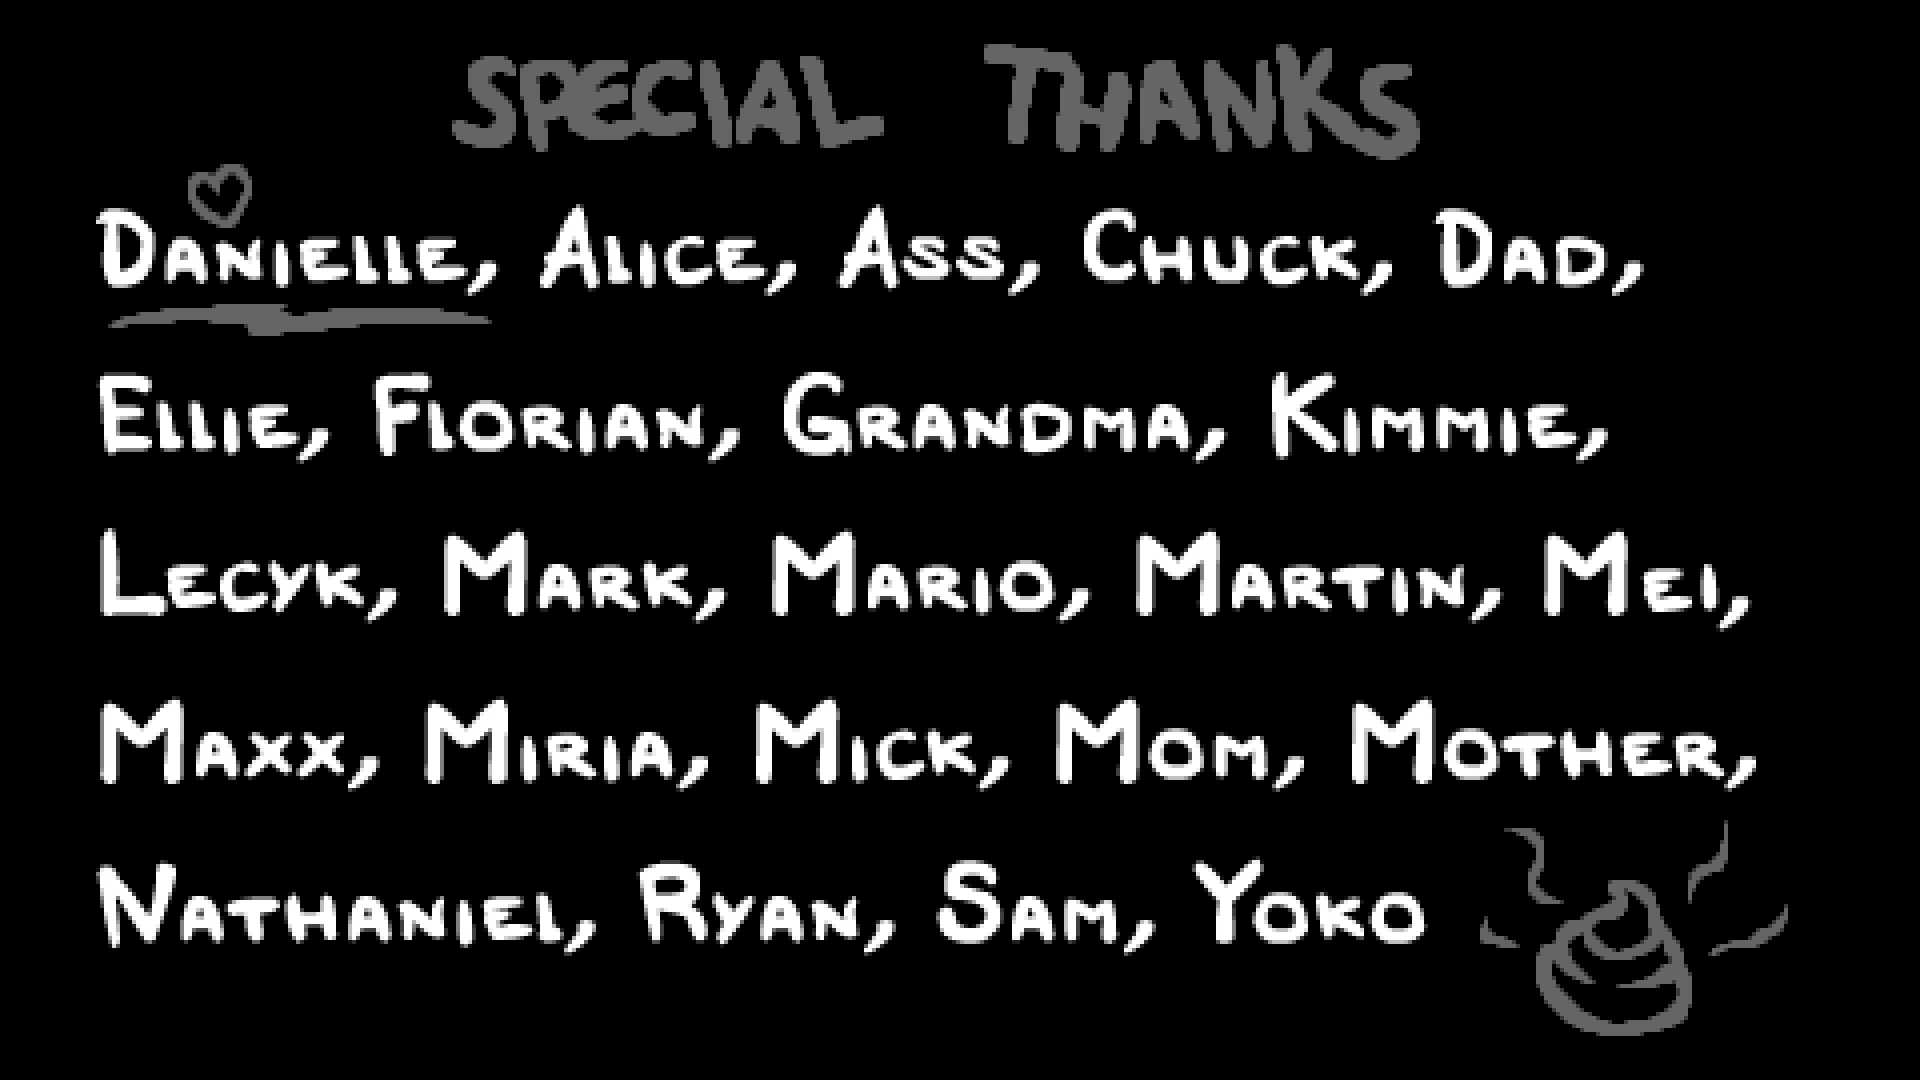 SPECIAL THANKS
DANIELLE, ALICE, ASS, CHUCK, DAD,
ELLIE, FLORIAN, GRANDMA, KIMMIE,
LECYK, MARK, MARIO, MARTIN, MEI,
MAXX, MIRIA, MICK, MOM, MOTHER,
NATHANIEL, RYAN, SAM, YOKO